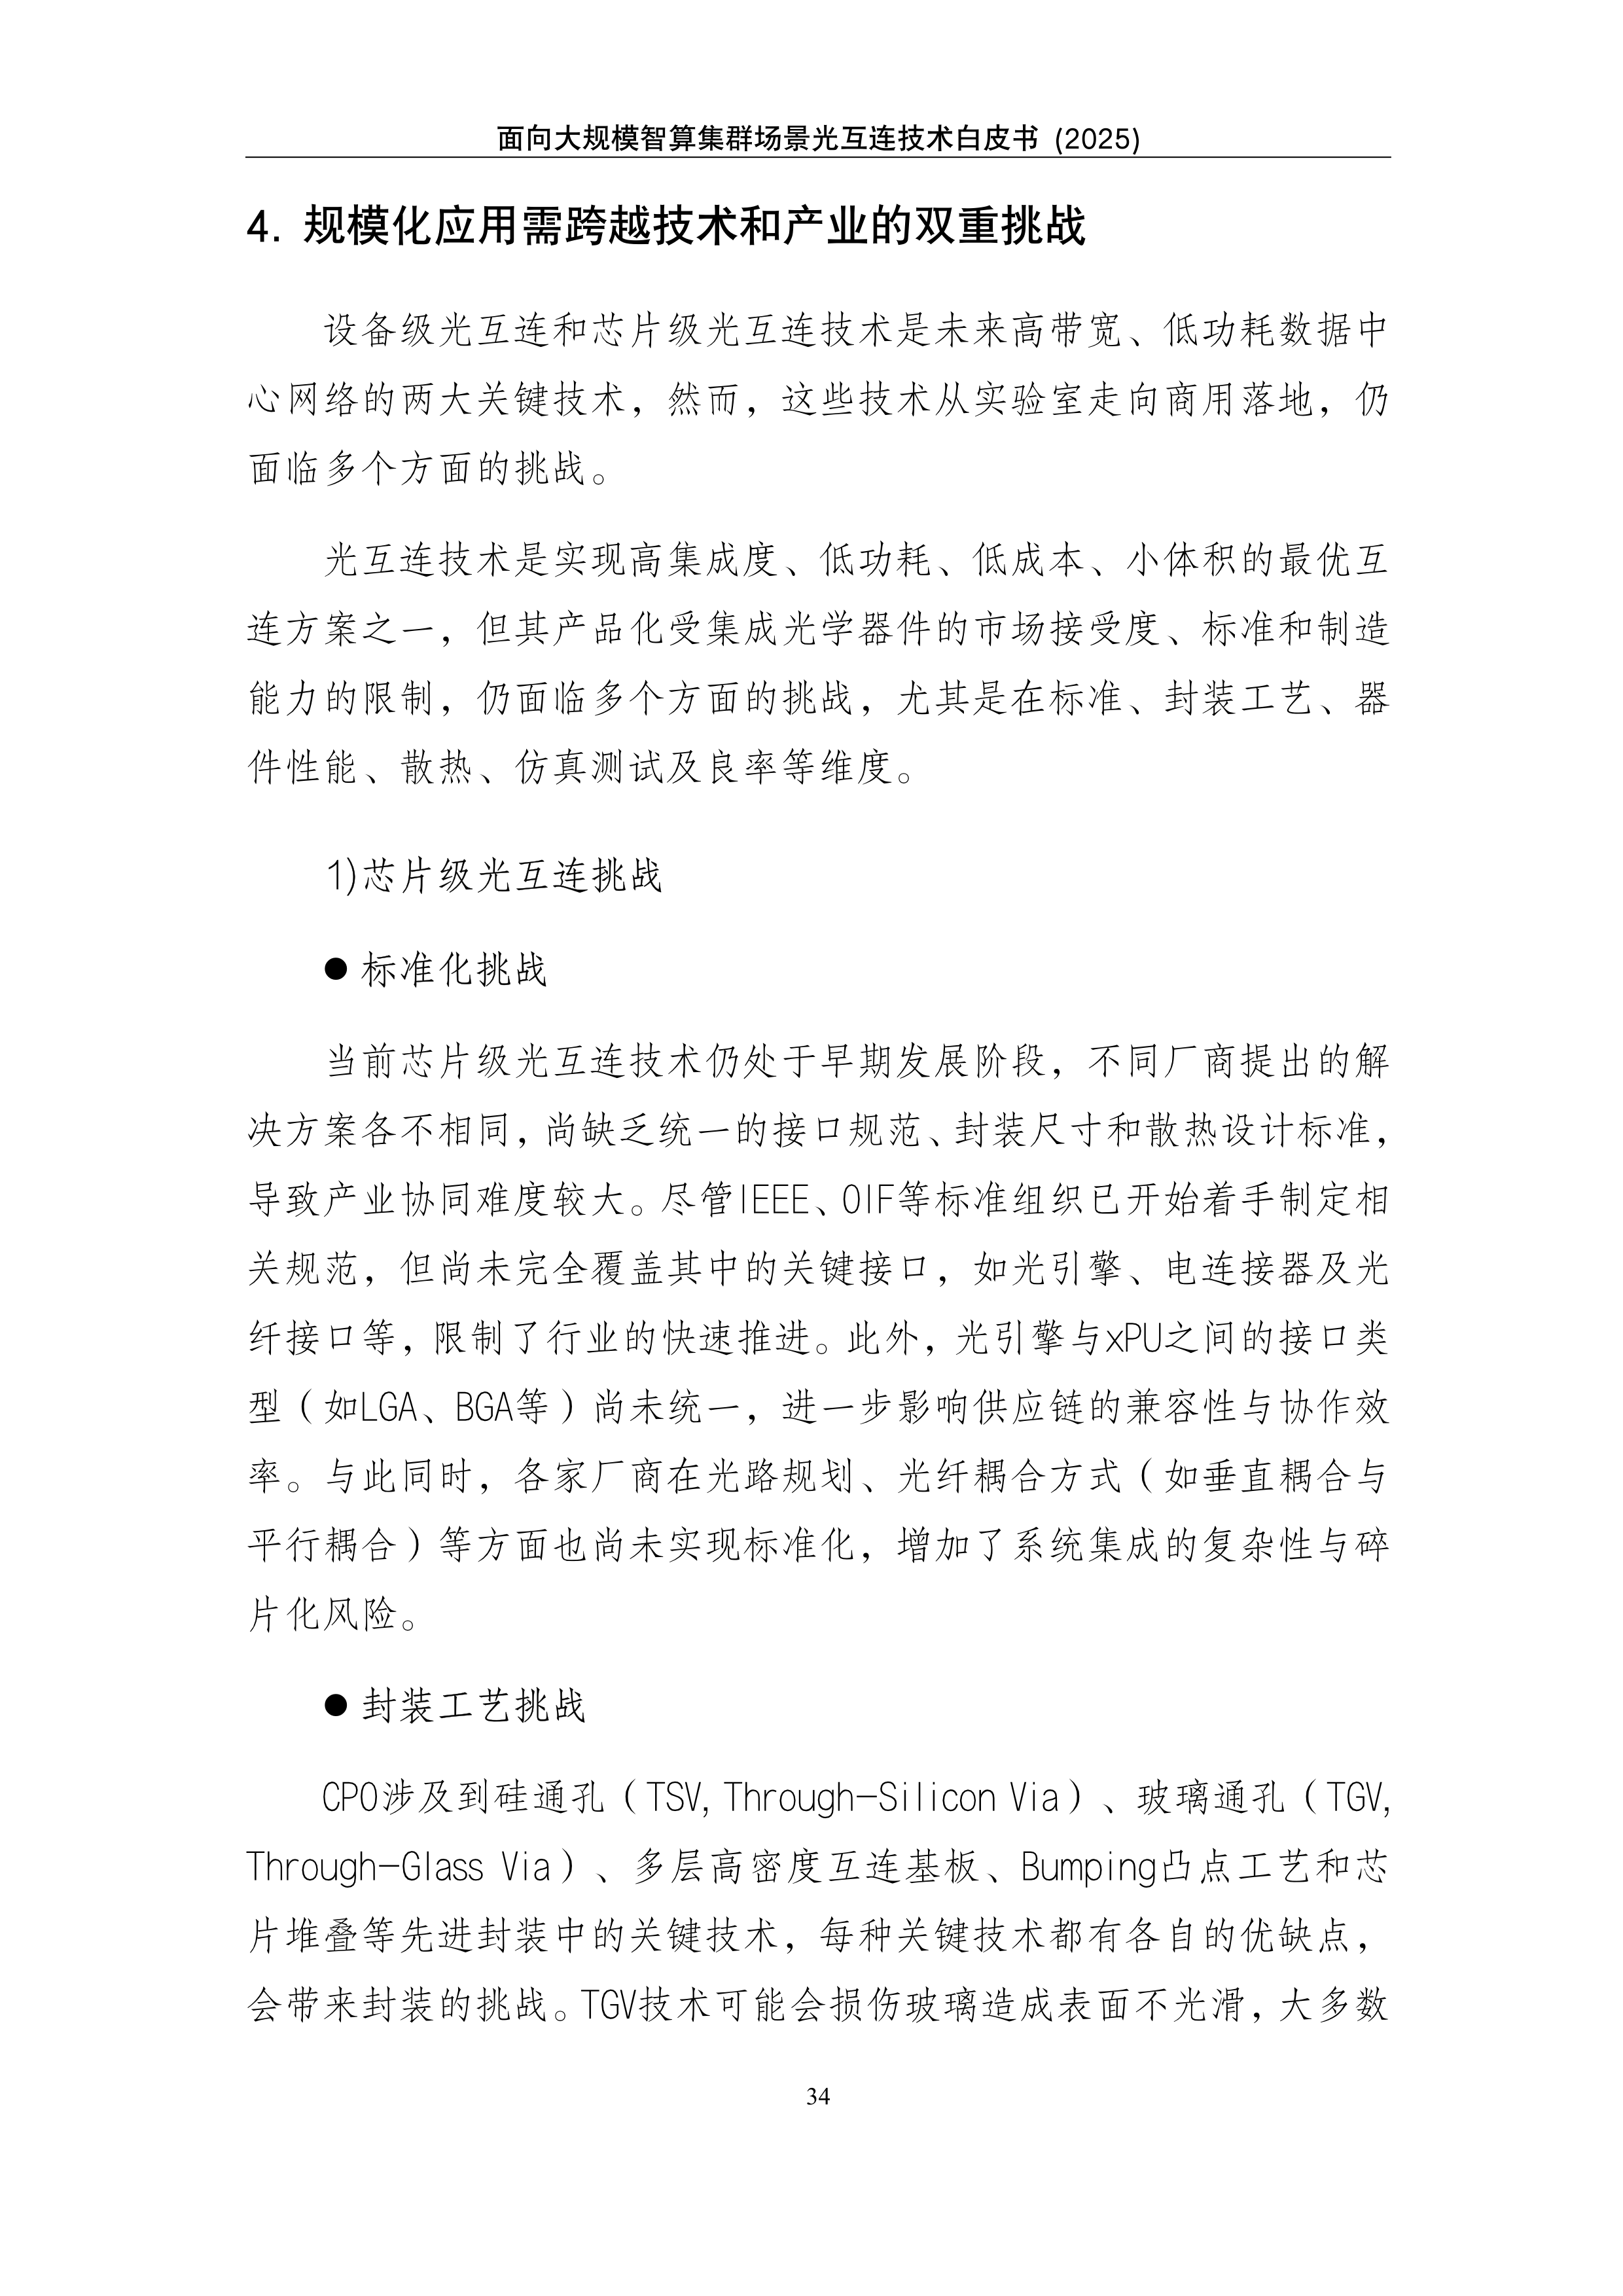 面向大规模智算集群场景光互连技术白皮书 (2025)
4. 规模化应用需跨越技术和产业的双重挑战
设备级光互连和芯片级光互连技术是未来高带宽、低功耗数据中
心网络的两大关键技术，然而，这些技术从实验室走向商用落地，仍
面临多个方面的挑战。
光互连技术是实现高集成度、低功耗、低成本、小体积的最优互
连方案之一，但其产品化受集成光学器件的市场接受度、标准和制造
能力的限制，仍面临多个方面的挑战，尤其是在标准、封装工艺、器
件性能、散热、仿真测试及良率等维度。
1)芯片级光互连挑战
● 标准化挑战
当前芯片级光互连技术仍处于早期发展阶段，不同厂商提出的解
决方案各不相同，尚缺乏统一的接口规范、封装尺寸和散热设计标准，
导致产业协同难度较大。尽管IEEE、OIF等标准组织已开始着手制定相
关规范，但尚未完全覆盖其中的关键接口，如光引擎、电连接器及光
纤接口等，限制了行业的快速推进。此外，光引擎与xPU之间的接口类
型（如LGA、BGA等）尚未统一，进一步影响供应链的兼容性与协作效
率。与此同时，各家厂商在光路规划、光纤耦合方式（如垂直耦合与
平行耦合）等方面也尚未实现标准化，增加了系统集成的复杂性与碎
片化风险。
● 封装工艺挑战
CPO涉及到硅通孔（TSV, Through-Silicon Via）、玻璃通孔（TGV,
Through-Glass Via）、多层高密度互连基板、Bumping凸点工艺和芯
片堆叠等先进封装中的关键技术，每种关键技术都有各自的优缺点，
会带来封装的挑战。TGV技术可能会损伤玻璃造成表面不光滑，大多数
34